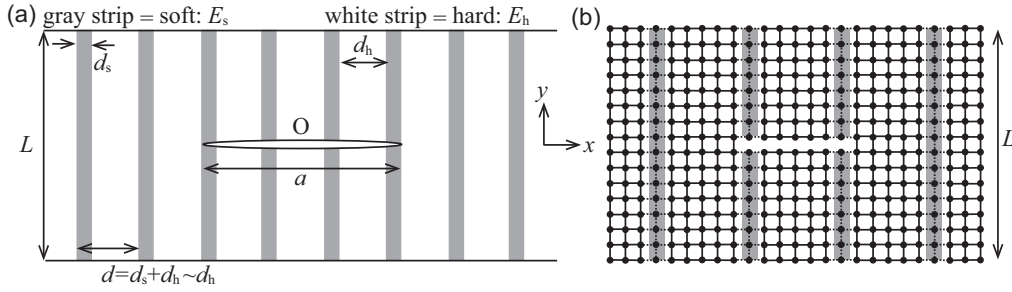 (a) gray strip = soft: Eₛ white strip = hard: Eₕ (b)
dₛ
dₕ
L
O
a
y
x
L
d=dₛ+dₕ~dₕ